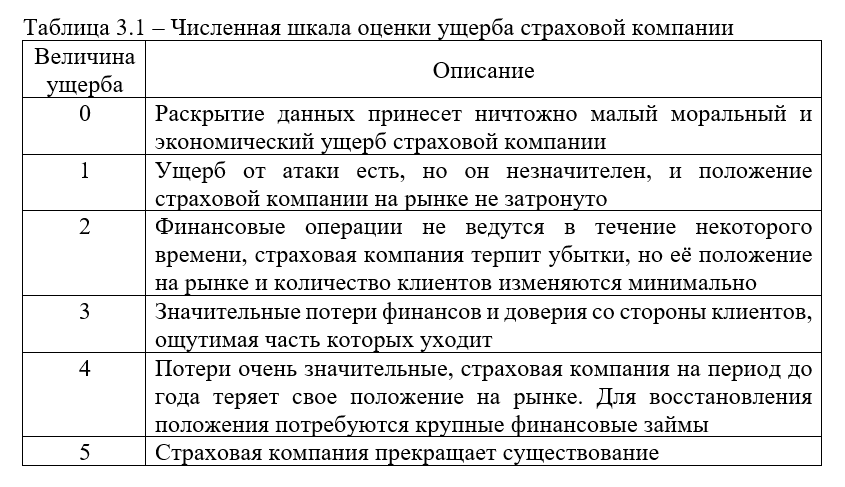 Таблица 3.1 – Численная шкала оценки ущерба страховой компании
Величина
ущерба
Описание
0
Раскрытие данных принесет ничтожно малый моральный и
экономический ущерб страховой компании
1
Ущерб от атаки есть, но он незначителен, и положение
страховой компании на рынке не затронуто
2
Финансовые операции не ведутся в течение некоторого
времени, страховая компания терпит убытки, но её положение
на рынке и количество клиентов изменяются минимально
3
Значительные потери финансов и доверия со стороны клиентов,
ощутимая часть которых уходит
4
Потери очень значительные, страховая компания на период до
года теряет свое положение на рынке. Для восстановления
положения потребуются крупные финансовые займы
5
Страховая компания прекращает существование